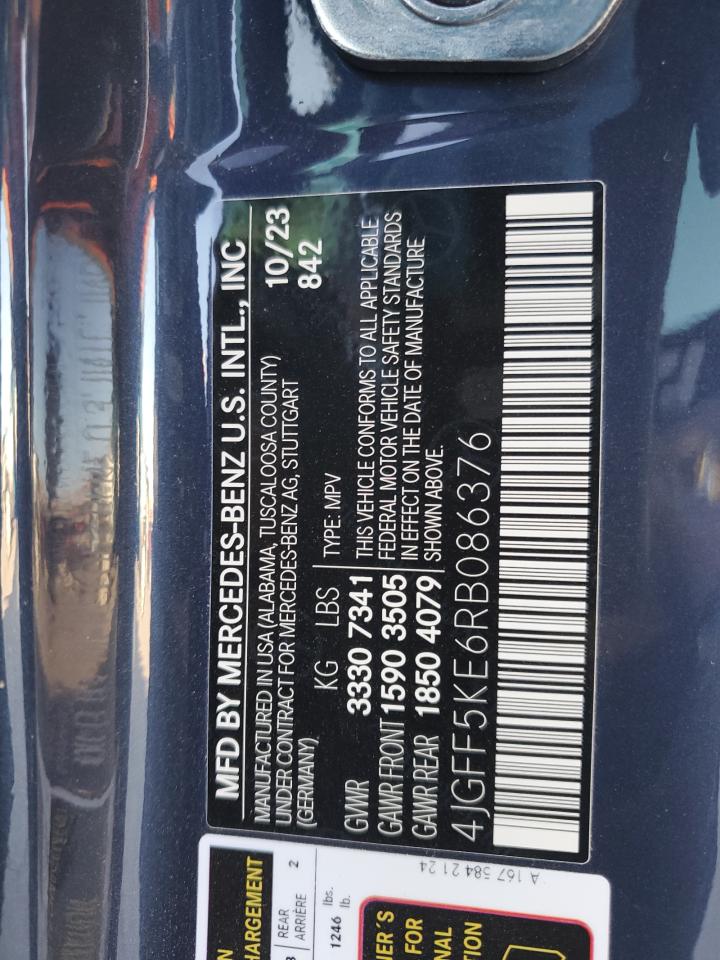 MFD BY MERCEDES-BENZ U.S. INTL., INC
MANUFACTURED IN USA (ALABAMA, TUSCALOOSA COUNTY)
UNDER CONTRACT FOR MERCEDES-BENZ AG, STUTTGART
(GERMANY)
10/23
842
KG LBS
GVWR 3330 7341
GAWR FRONT 1590 3505
GAWR REAR 1850 4079
TYPE: MPV
THIS VEHICLE CONFORMS TO ALL APPLICABLE
FEDERAL MOTOR VEHICLE SAFETY STANDARDS
IN EFFECT ON THE DATE OF MANUFACTURE
SHOWN ABOVE.
4JGFF5KE6RB086376
A 167 584 21 24
HARGEMENT
REAR
ARRIÈRE
2
1246 lbs.
lb.
ER'S
FOR